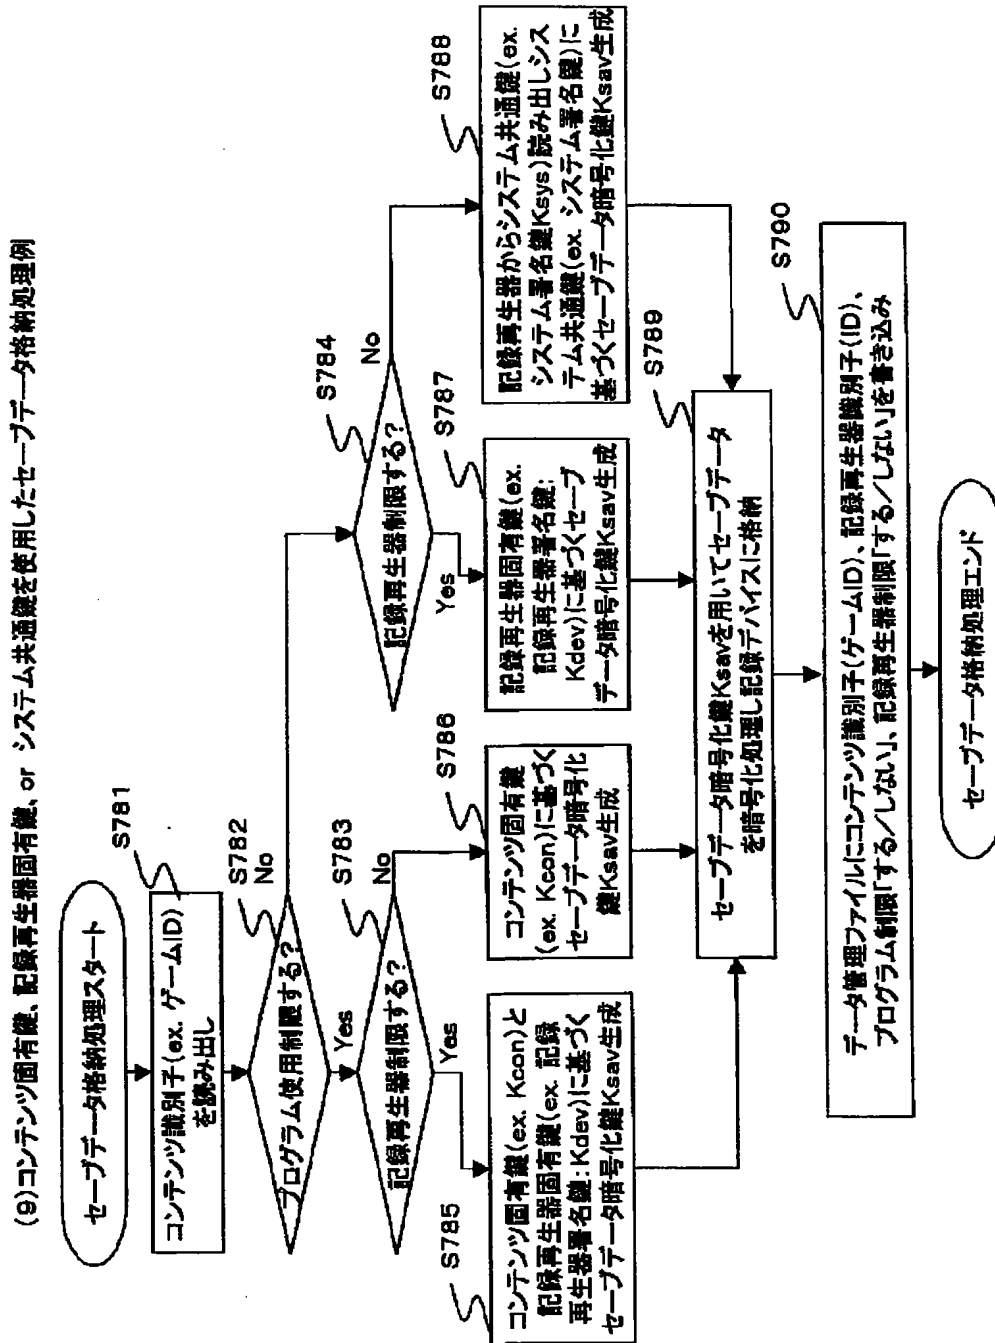 (9)コンテンツ固有鍵、記録再生器固有鍵、or システム共通鍵を使用したセーブデータ格納処理例
セーブデータ格納処理スタート
S781
コンテンツ識別子(ex. ゲームID)
を読み出し
S782
プログラム使用制限する?
No
Yes
S783
記録再生器制限する?
No
Yes
S784
記録再生器制限する?
No
Yes
S785
コンテンツ固有鍵(ex. Kcon)と
記録再生器固有鍵(ex. 記録
再生器署名鍵:Kdev)に基づく
セーブデータ暗号化鍵Ksav生成
S786
コンテンツ固有鍵
(ex. Kcon)に基づく
セーブデータ暗号化
鍵Ksav生成
S787
記録再生器固有鍵(ex.
記録再生器署名鍵:
Kdev)に基づくセーブ
データ暗号化鍵Ksav生成
S788
記録再生器からシステム共通鍵(ex.
システム署名鍵Ksys)読み出しシス
テム共通鍵(ex. システム署名鍵)に
基づくセーブデータ暗号化鍵Ksav生成
S789
セーブデータ暗号化鍵Ksavを用いてセーブデータ
を暗号化処理し記録デバイスに格納
S790
データ管理ファイルにコンテンツ識別子(ゲームID)、記録再生器識別子(ID)、
プログラム制限「する/しない」、記録再生器制限「する/しない」を書き込み
セーブデータ格納処理エンド